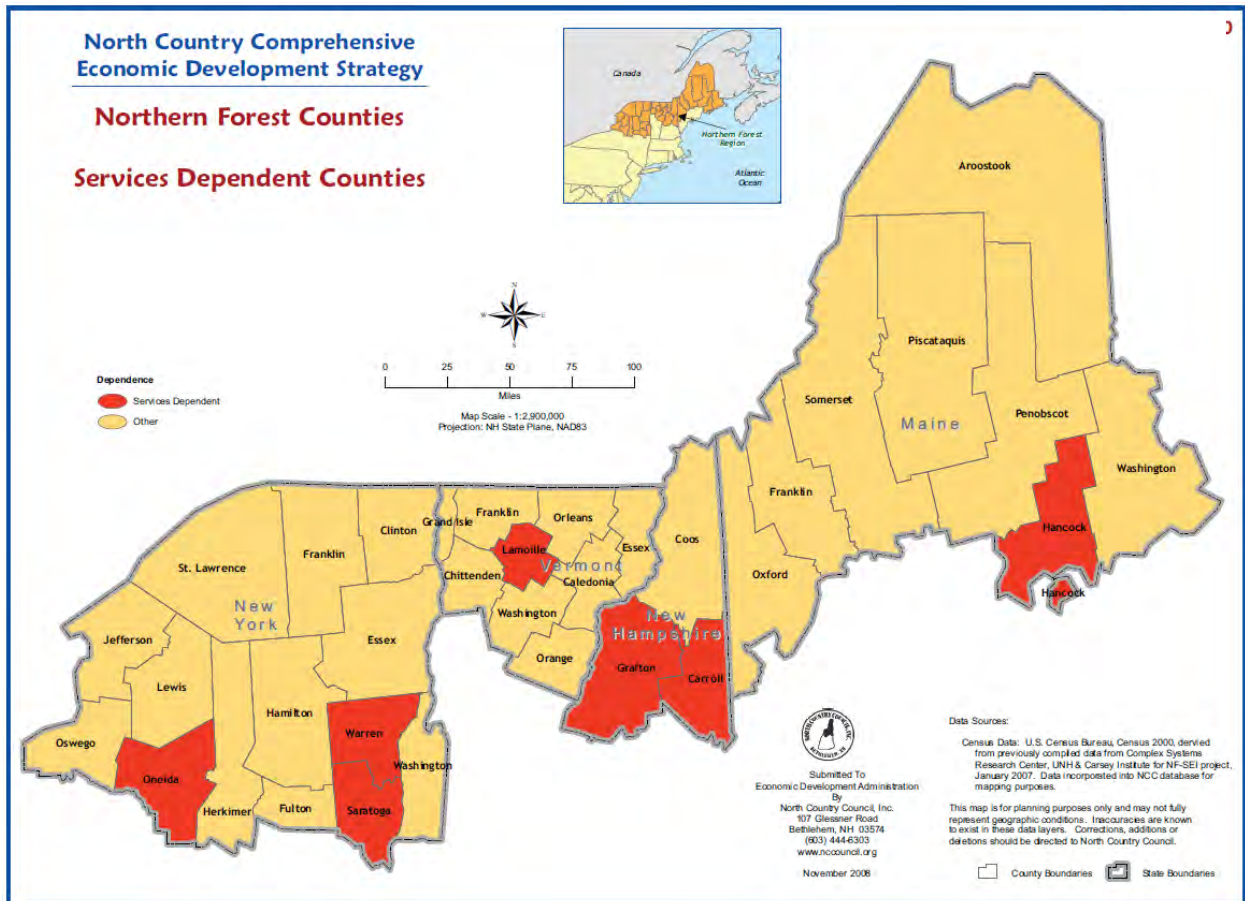 North Country Comprehensive
Economic Development Strategy
Northern Forest Counties
Services Dependent Counties
Canada
Northern Forest
Region
Atlantic
Ocean
N
W
E
S
0
25
50
75
100
Miles
Map Scale - 1:2,900,000
Projection: NH State Plane, NAD83
Dependence
Services Dependent
Other
Aroostook
Piscataquis
Somerset
Penobscot
Maine
Washington
Franklin
Hancock
Hancock
Oxford
Coos
New
Hampshire
Grafton
Carroll
Grand Isle
Franklin
Orleans
Essex
Lamoille
Vermont
Chittenden
Caledonia
Washington
Orange
Clinton
Franklin
St. Lawrence
New
York
Essex
Jefferson
Lewis
Hamilton
Oswego
Oneida
Herkimer
Fulton
Warren
Washington
Saratoga
NORTH COUNTRY COUNCIL, INC.
BETHLEHEM, NH
Submitted To
Economic Development Administration
By
North Country Council, Inc.
107 Glessner Road
Bethlehem, NH 03574
(603) 444-6303
www.nccouncil.org
November 2008
Data Sources:
Census Data: U.S. Census Bureau, Census 2000, dervied
from previously compiled data from Complex Systems
Research Center, UNH & Carsey Institute for NF-SEI project,
January 2007. Data incorporated into NCC database for
mapping purposes.
This map is for planning purposes only and may not fully
represent geographic conditions. Inaccuracies are known
to exist in these data layers. Corrections, additions or
deletions should be directed to North Country Council.
County Boundaries
State Boundaries